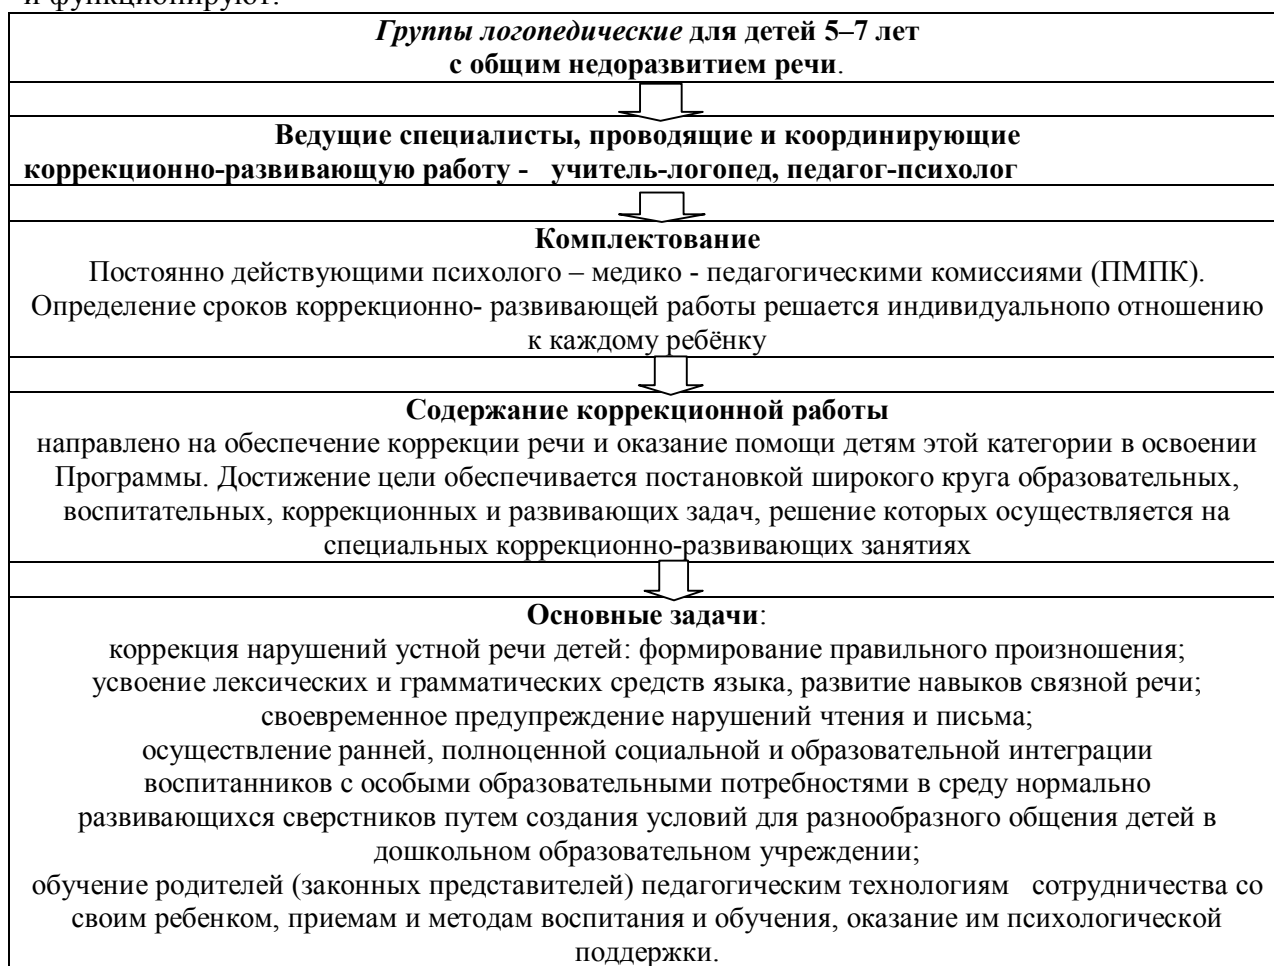 и функционируют:
Группы логопедические для детей 5–7 лет
с общим недоразвитием речи.
Ведущие специалисты, проводящие и координирующие
коррекционно-развивающую работу - учитель-логопед, педагог-психолог
Комплектование
Постоянно действующими психолого – медико - педагогическими комиссиями (ПМПК).
Определение сроков коррекционно- развивающей работы решается индивидуальнопо отношению
к каждому ребёнку
Содержание коррекционной работы
направлено на обеспечение коррекции речи и оказание помощи детям этой категории в освоении
Программы. Достижение цели обеспечивается постановкой широкого круга образовательных,
воспитательных, коррекционных и развивающих задач, решение которых осуществляется на
специальных коррекционно-развивающих занятиях
Основные задачи:
коррекция нарушений устной речи детей: формирование правильного произношения;
усвоение лексических и грамматических средств языка, развитие навыков связной речи;
своевременное предупреждение нарушений чтения и письма;
осуществление ранней, полноценной социальной и образовательной интеграции
воспитанников с особыми образовательными потребностями в среду нормально
развивающихся сверстников путем создания условий для разнообразного общения детей в
дошкольном образовательном учреждении;
обучение родителей (законных представителей) педагогическим технологиям сотрудничества со
своим ребенком, приемам и методам воспитания и обучения, оказание им психологической
поддержки.